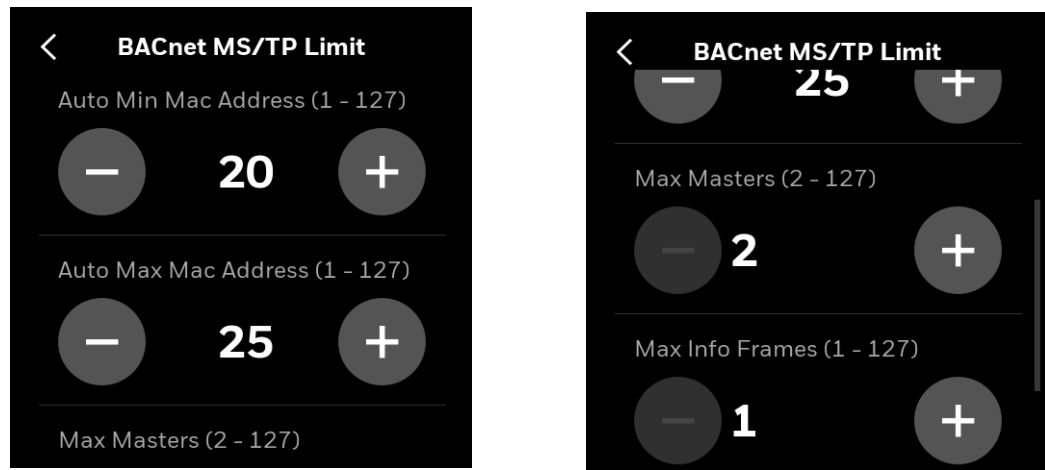 BACnet MS/TP Limit
Auto Min Mac Address (1 - 127)
20
Auto Max Mac Address (1 - 127)
25
Max Masters (2 - 127)
BACnet MS/TP Limit
25
Max Masters (2 - 127)
2
Max Info Frames (1 - 127)
1